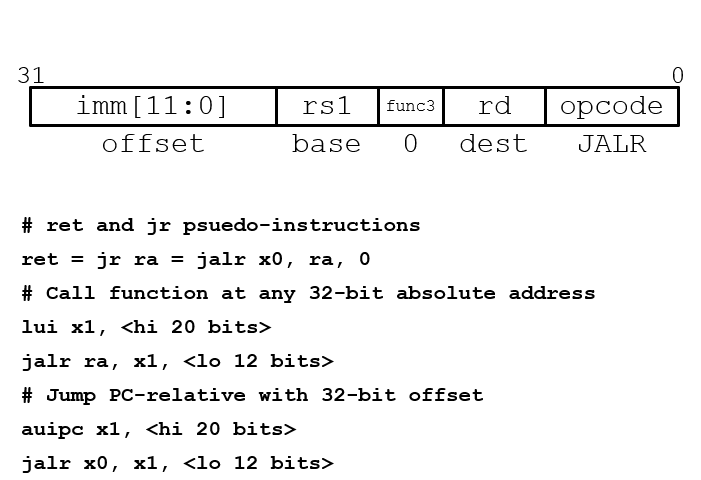 31 0
imm[11:0] rs1 func3 rd opcode
offset base 0 dest JALR
# ret and jr psuedo-instructions
ret = jr ra = jalr x0, ra, 0
# Call function at any 32-bit absolute address
lui x1, <hi 20 bits>
jalr ra, x1, <lo 12 bits>
# Jump PC-relative with 32-bit offset
auipc x1, <hi 20 bits>
jalr x0, x1, <lo 12 bits>